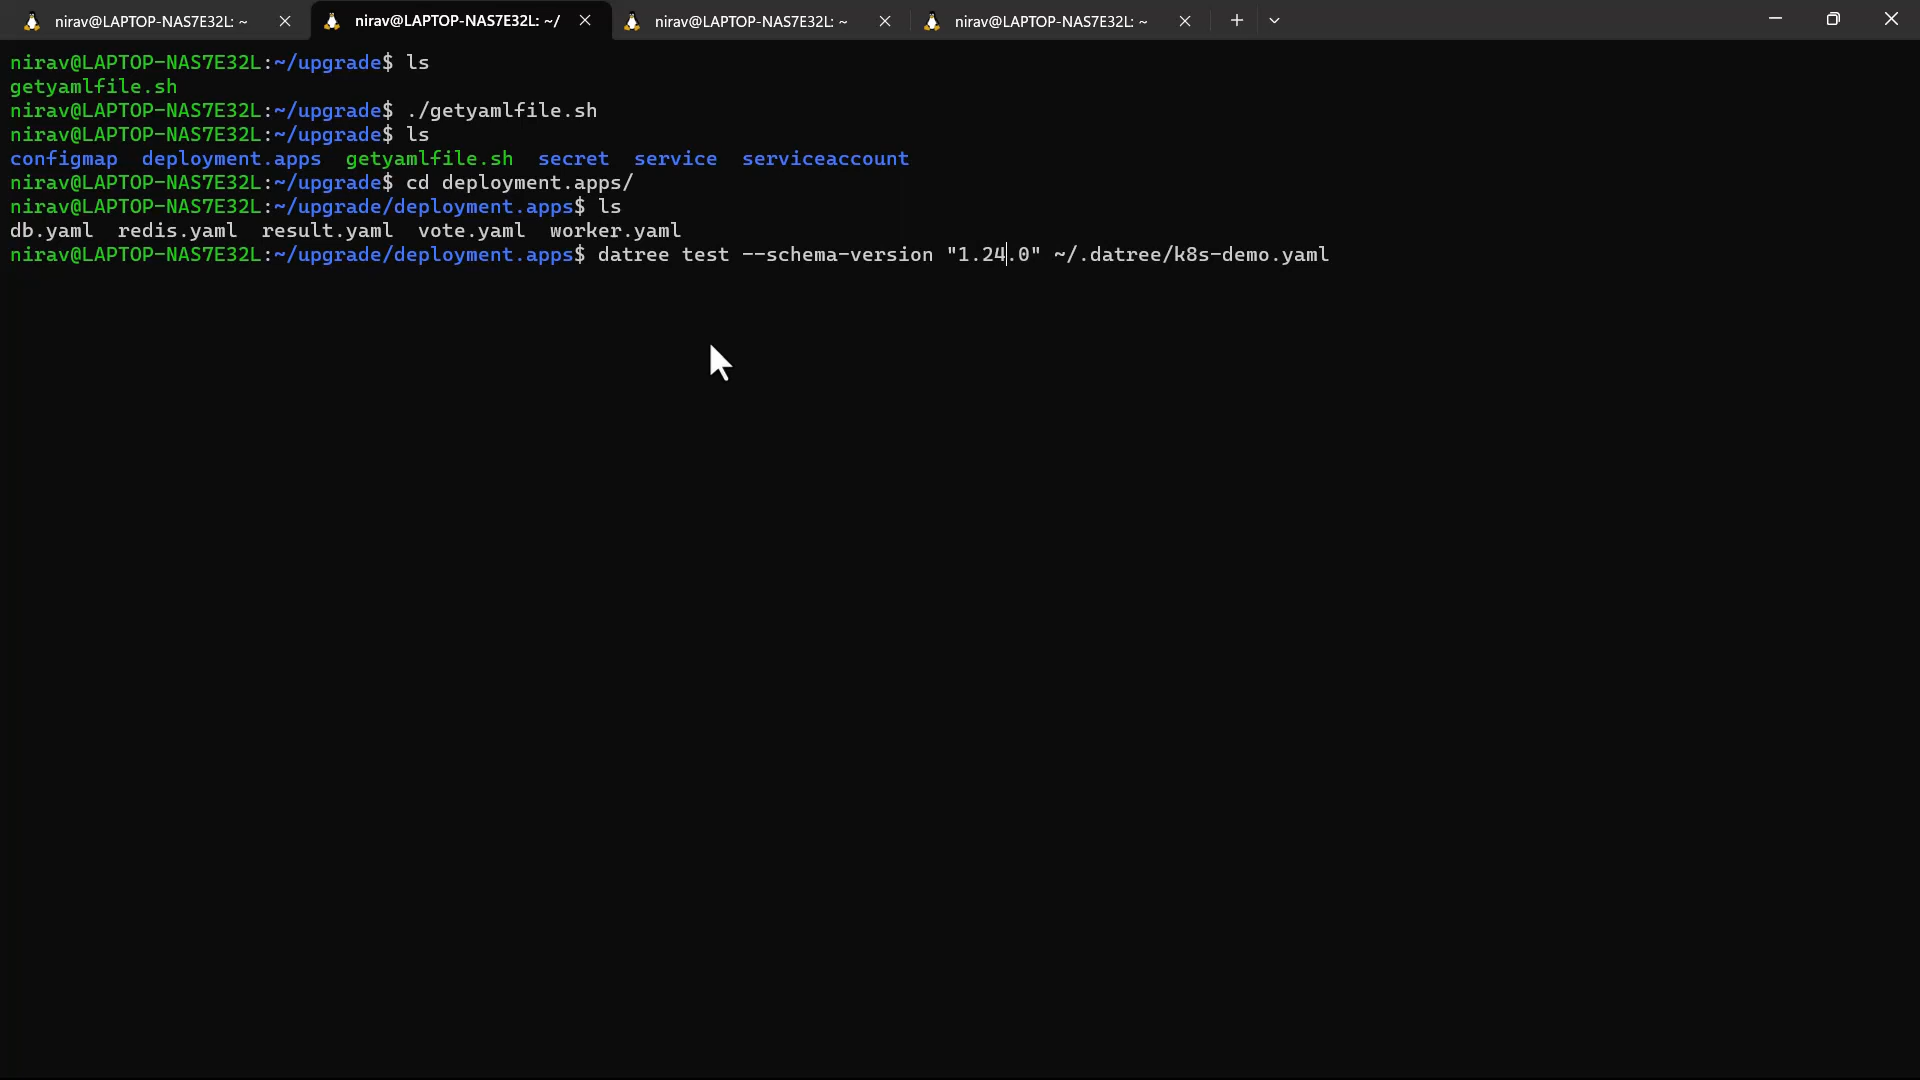 nirav@LAPTOP-NAS7E32L: ~ nirav@LAPTOP-NAS7E32L: ~/ nirav@LAPTOP-NAS7E32L: ~ nirav@LAPTOP-NAS7E32L: ~
nirav@LAPTOP-NAS7E32L:~/upgrade$ ls
getyamlfile.sh
nirav@LAPTOP-NAS7E32L:~/upgrade$ ./getyamlfile.sh
nirav@LAPTOP-NAS7E32L:~/upgrade$ ls
configmap  deployment.apps  getyamlfile.sh  secret  service  serviceaccount
nirav@LAPTOP-NAS7E32L:~/upgrade$ cd deployment.apps/
nirav@LAPTOP-NAS7E32L:~/upgrade/deployment.apps$ ls
db.yaml  redis.yaml  result.yaml  vote.yaml  worker.yaml
nirav@LAPTOP-NAS7E32L:~/upgrade/deployment.apps$ datree test --schema-version "1.24.0" ~/.datree/k8s-demo.yaml